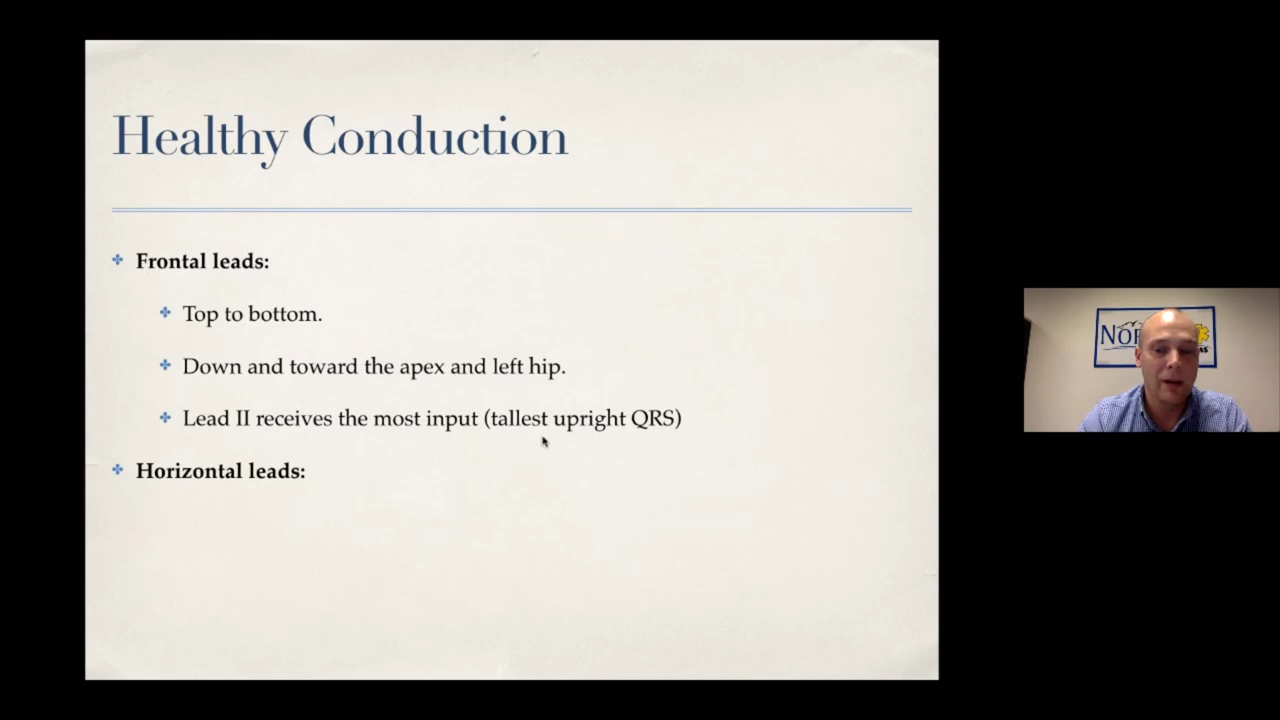 Healthy Conduction
Frontal leads:
Top to bottom.
Down and toward the apex and left hip.
Lead II receives the most input (tallest upright QRS)
Horizontal leads: